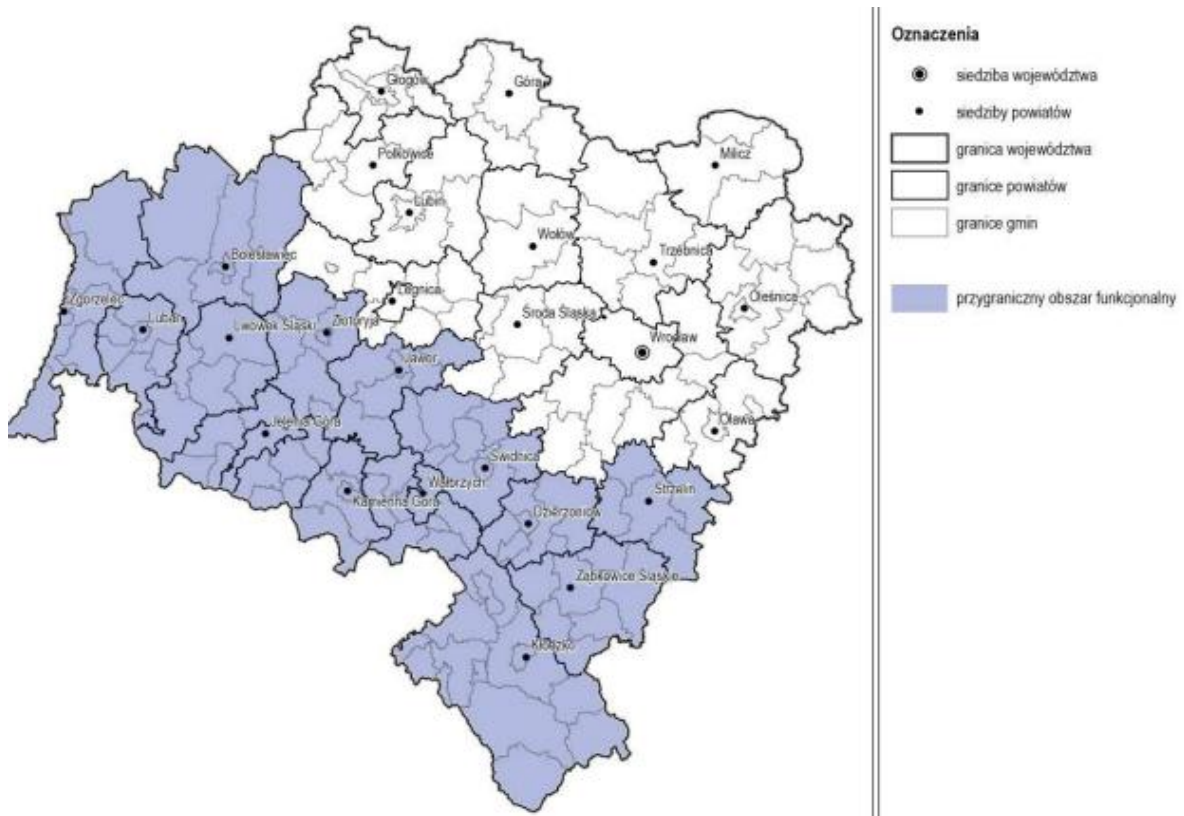 Głogów
Góra
Polkowice
Milicz
Lubin
Wołów
Trzebnica
Bolesławiec
Legnica
Oleśnica
Zgorzelec
Lubań
Lwówek Śląski
Złotoryja
Środa Śląska
Wrocław
Jawor
Jelenia Góra
Oława
Świdnica
Wałbrzych
Kamienna Góra
Strzelin
Dzierżoniów
Ząbkowice Śląskie
Kłodzko
Oznaczenia
siedziba województwa
siedziby powiatów
granica województwa
granice powiatów
granice gmin
przygraniczny obszar funkcjonalny